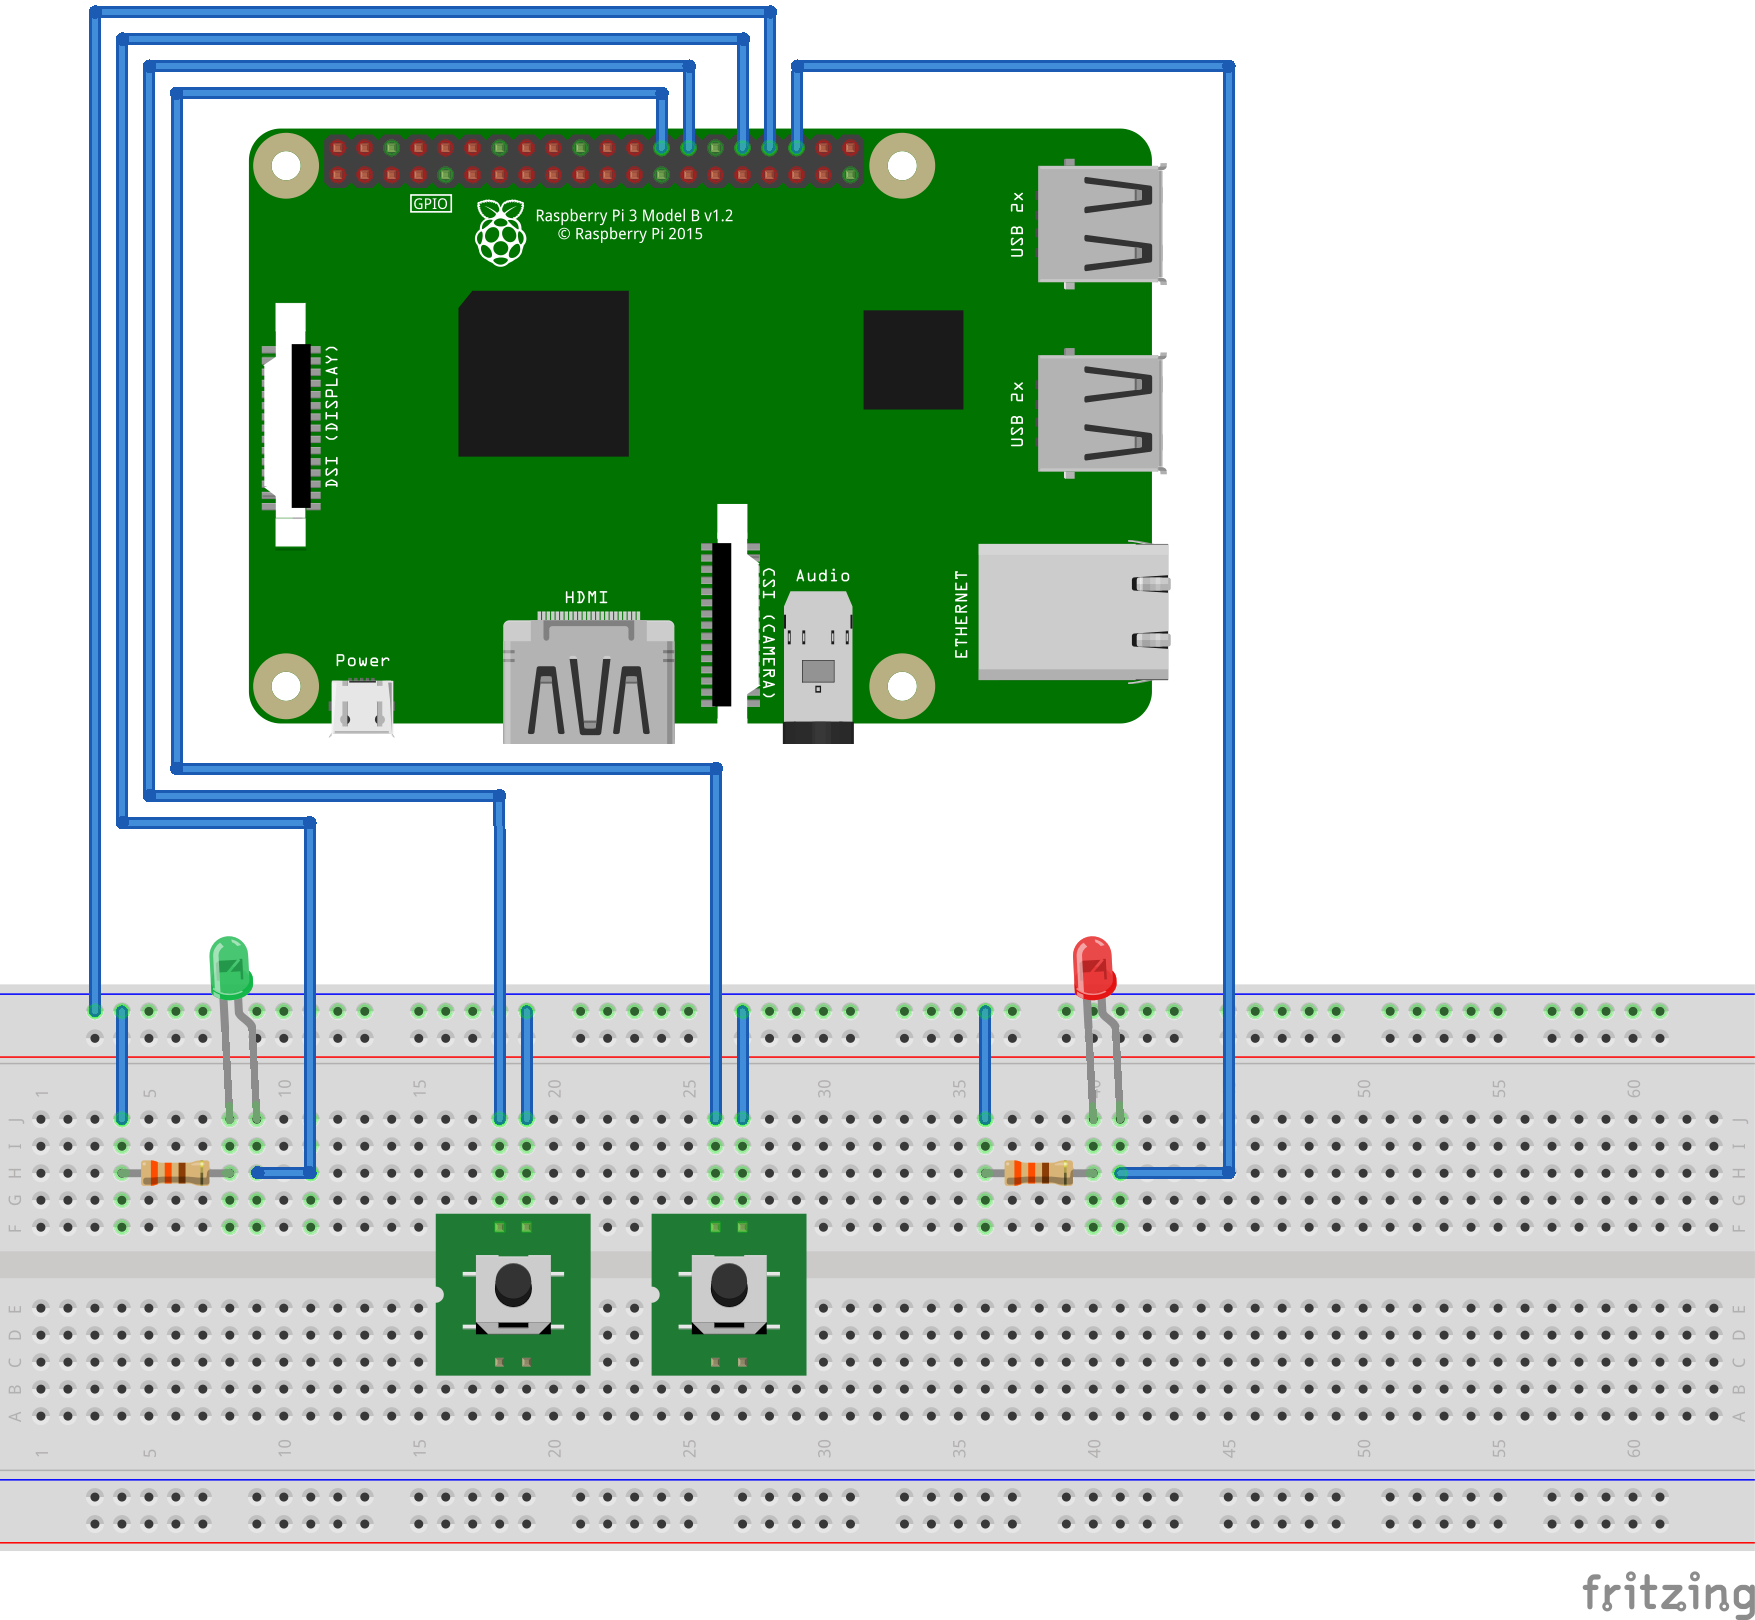 GPIO
Raspberry Pi 3 Model B v1.2
© Raspberry Pi 2015
USB 2x
DSI (DISPLAY)
USB 2x
Audio
CSI (CAMERA)
HDMI
ETHERNET
Power
1 5 10 15 20 25 30 35 40 50 55 60
J J
I I
H H
G G
F F
E E
D D
C C
B B
A A
1 5 10 15 20 25 30 35 40 45 50 55 60
fritzing